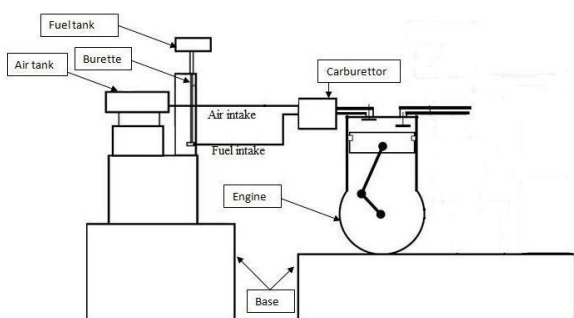 Fuel tank
Burette
Air tank
Carburettor
Air intake
Fuel intake
Engine
Base